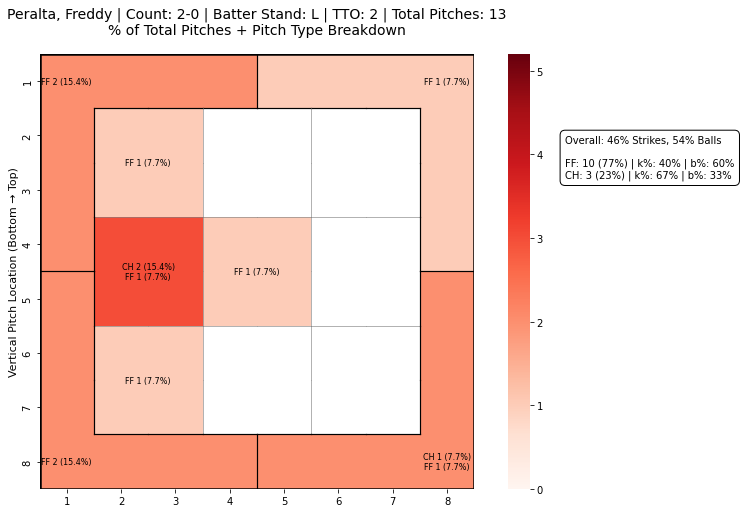 Peralta, Freddy | Count: 2-0 | Batter Stand: L | TTO: 2 | Total Pitches: 13
% of Total Pitches + Pitch Type Breakdown
Vertical Pitch Location (Bottom → Top)
1
2
3
4
5
6
7
8
FF 2 (15.4%)
FF 1 (7.7%)
FF 1 (7.7%)
CH 2 (15.4%)
FF 1 (7.7%)
FF 1 (7.7%)
FF 1 (7.7%)
FF 2 (15.4%)
CH 1 (7.7%)
FF 1 (7.7%)
1 2 3 4 5 6 7 8
5
4
3
2
1
0
Overall: 46% Strikes, 54% Balls
FF: 10 (77%) | k%: 40% | b%: 60%
CH: 3 (23%) | k%: 67% | b%: 33%